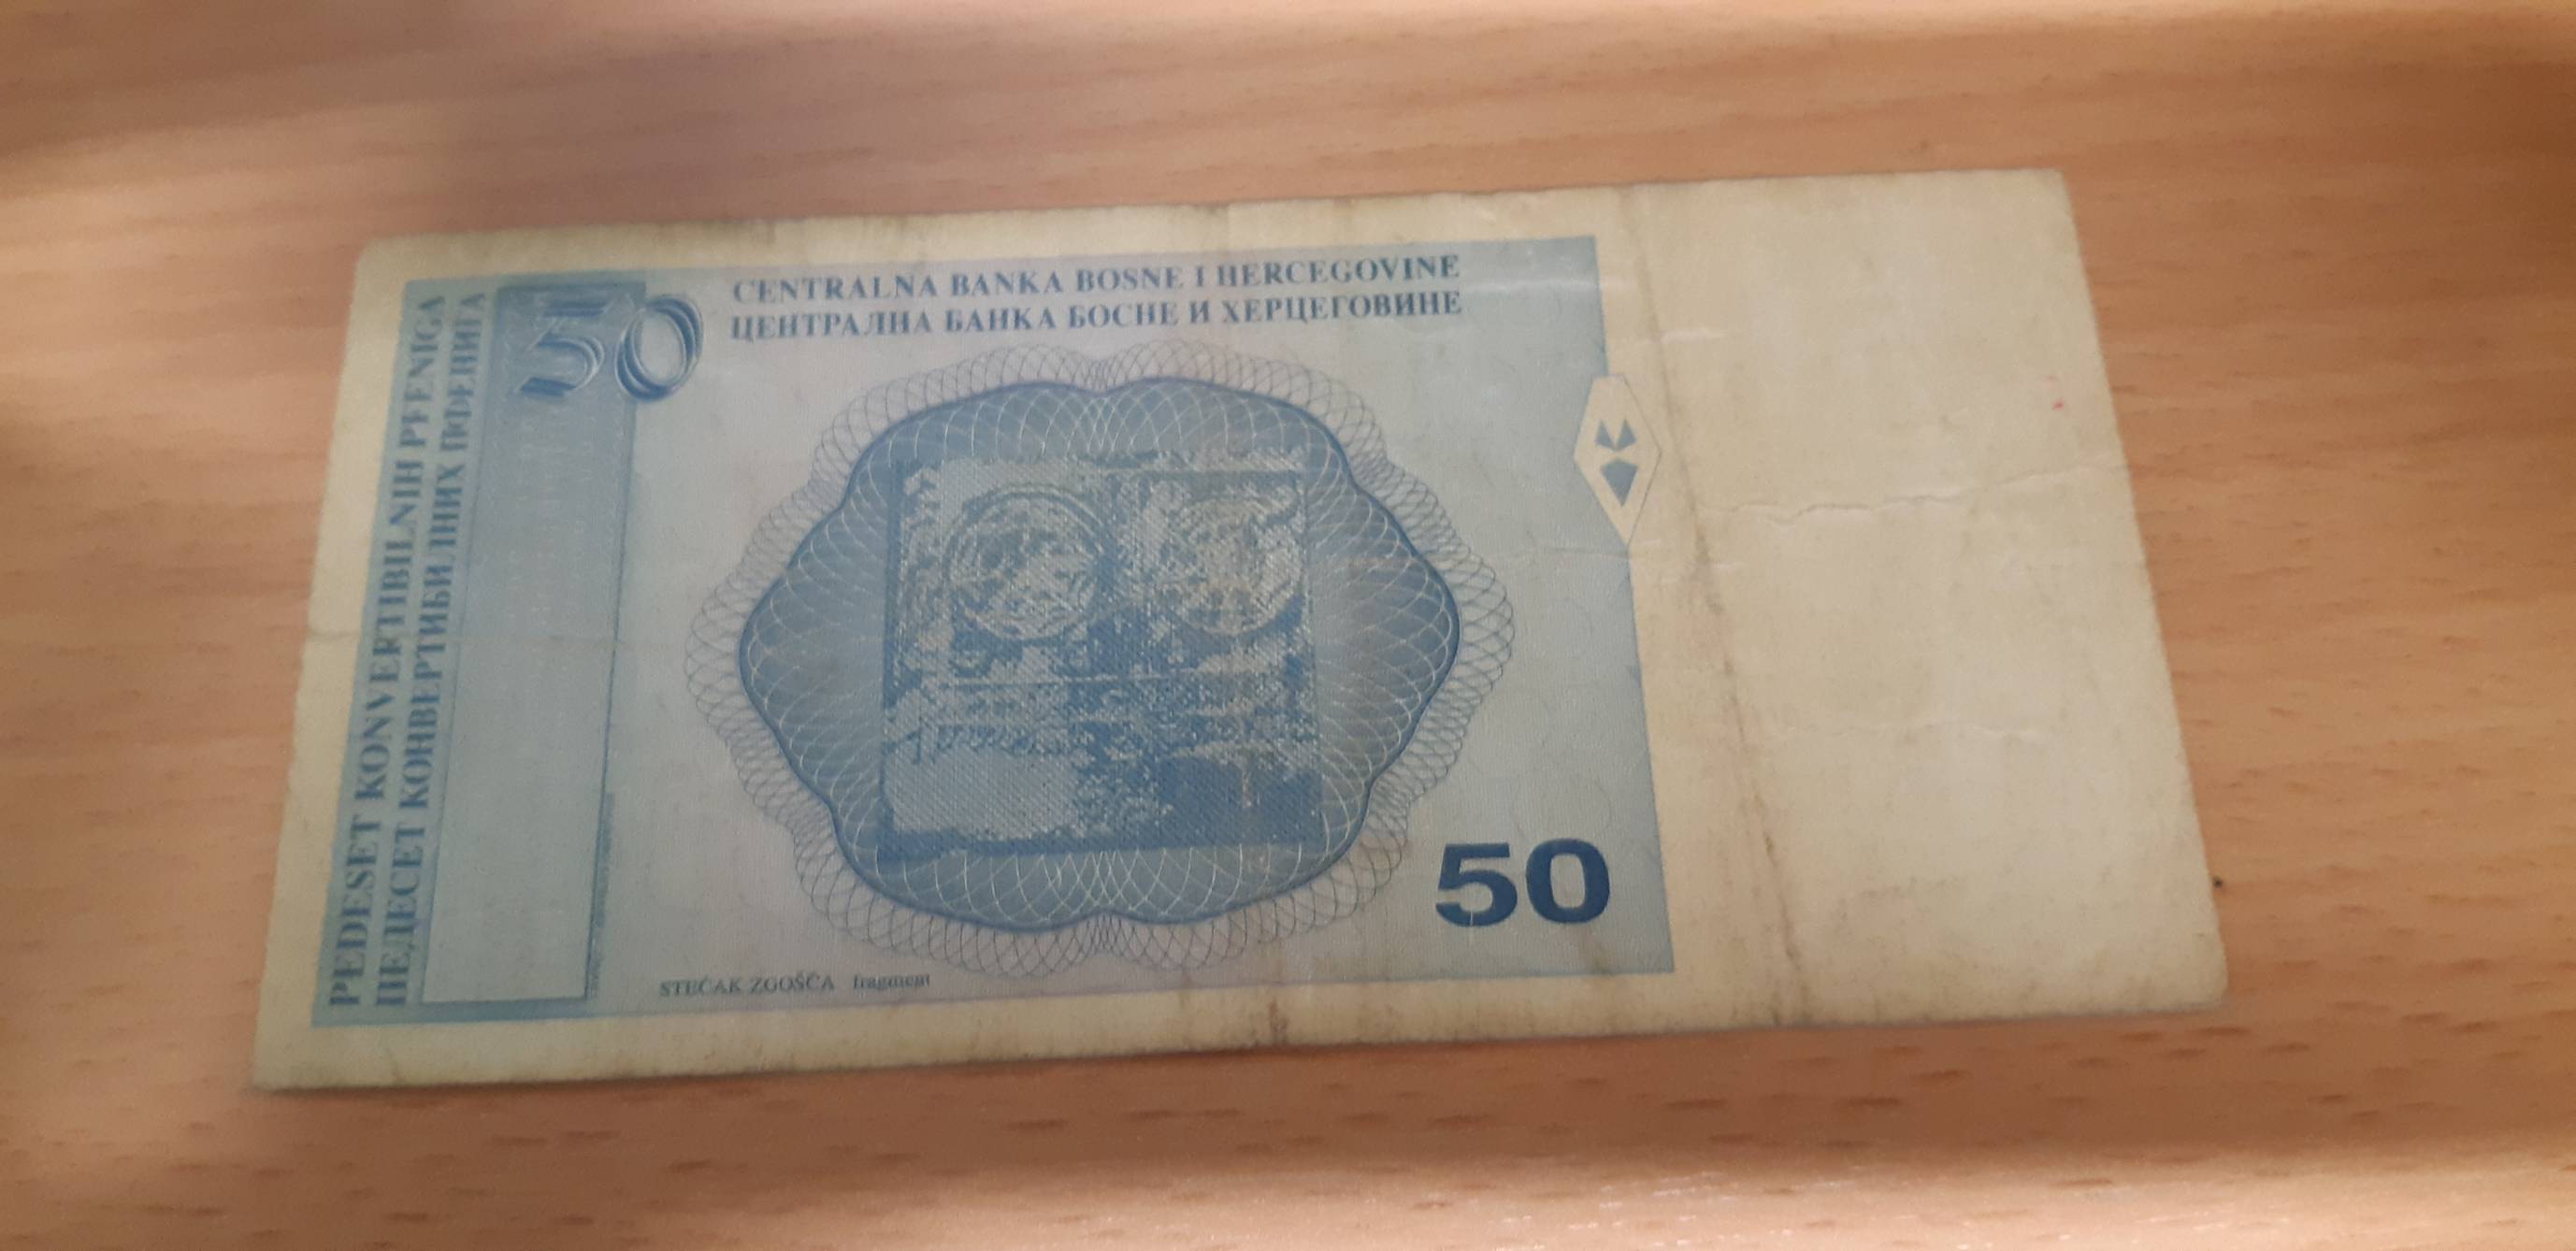 CENTRALNA BANKA BOSNE I HERCEGOVINE
ЦЕНТРАЛНА БАНКА БОСНЕ И ХЕРЦЕГОВИНЕ
50
PEDESET KONVERTIBILNIH PFENIGA
ПЕДЕСЕТ КОНВЕРТИБИЛНИХ ПФЕНИГА
50
STEĆAK ZGOŠĆA fragment